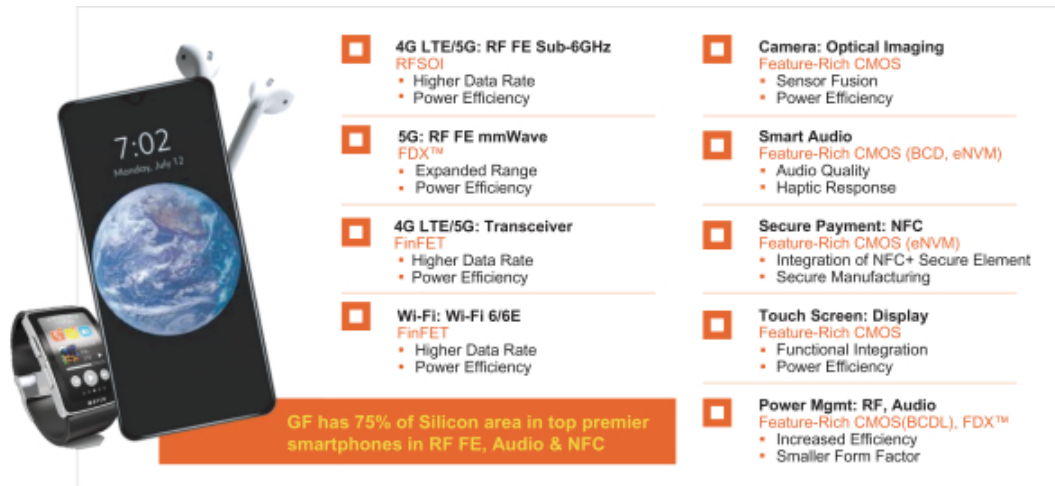 7:02
Monday, July 12
4G LTE/5G: RF FE Sub-6GHz
RFSOI
▪ Higher Data Rate
▪ Power Efficiency
5G: RF FE mmWave
FDX™
▪ Expanded Range
▪ Power Efficiency
4G LTE/5G: Transceiver
FinFET
▪ Higher Data Rate
▪ Power Efficiency
Wi-Fi: Wi-Fi 6/6E
FinFET
▪ Higher Data Rate
▪ Power Efficiency
GF has 75% of Silicon area in top premier
smartphones in RF FE, Audio & NFC
Camera: Optical Imaging
Feature-Rich CMOS
▪ Sensor Fusion
▪ Power Efficiency
Smart Audio
Feature-Rich CMOS (BCD, eNVM)
▪ Audio Quality
▪ Haptic Response
Secure Payment: NFC
Feature-Rich CMOS (eNVM)
▪ Integration of NFC+ Secure Element
▪ Secure Manufacturing
Touch Screen: Display
Feature-Rich CMOS
▪ Functional Integration
▪ Power Efficiency
Power Mgmt: RF, Audio
Feature-Rich CMOS(BCDL), FDX™
▪ Increased Efficiency
▪ Smaller Form Factor